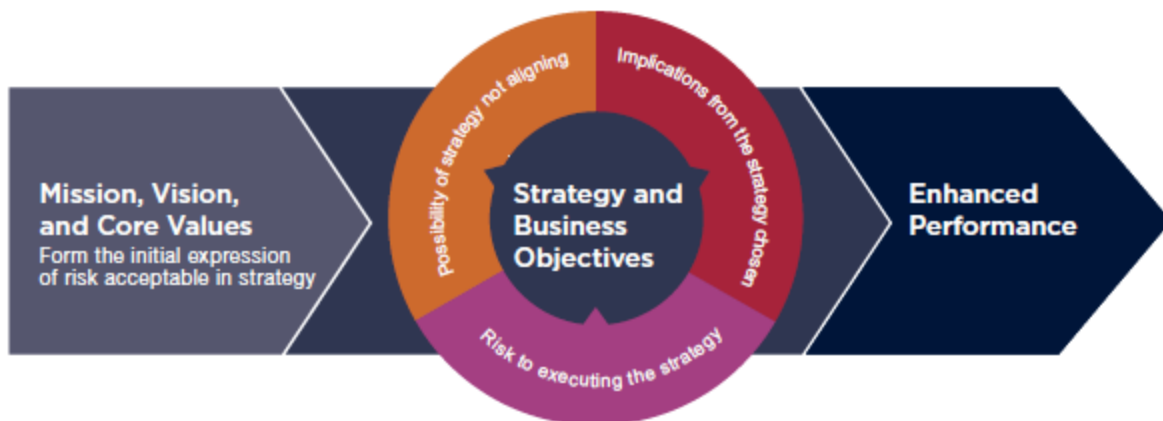 Mission, Vision,
and Core Values
Form the initial expression
of risk acceptable in strategy
Possibility of strategy not aligning
Implications from the strategy chosen
Strategy and
Business
Objectives
Risk to executing the strategy
Enhanced
Performance